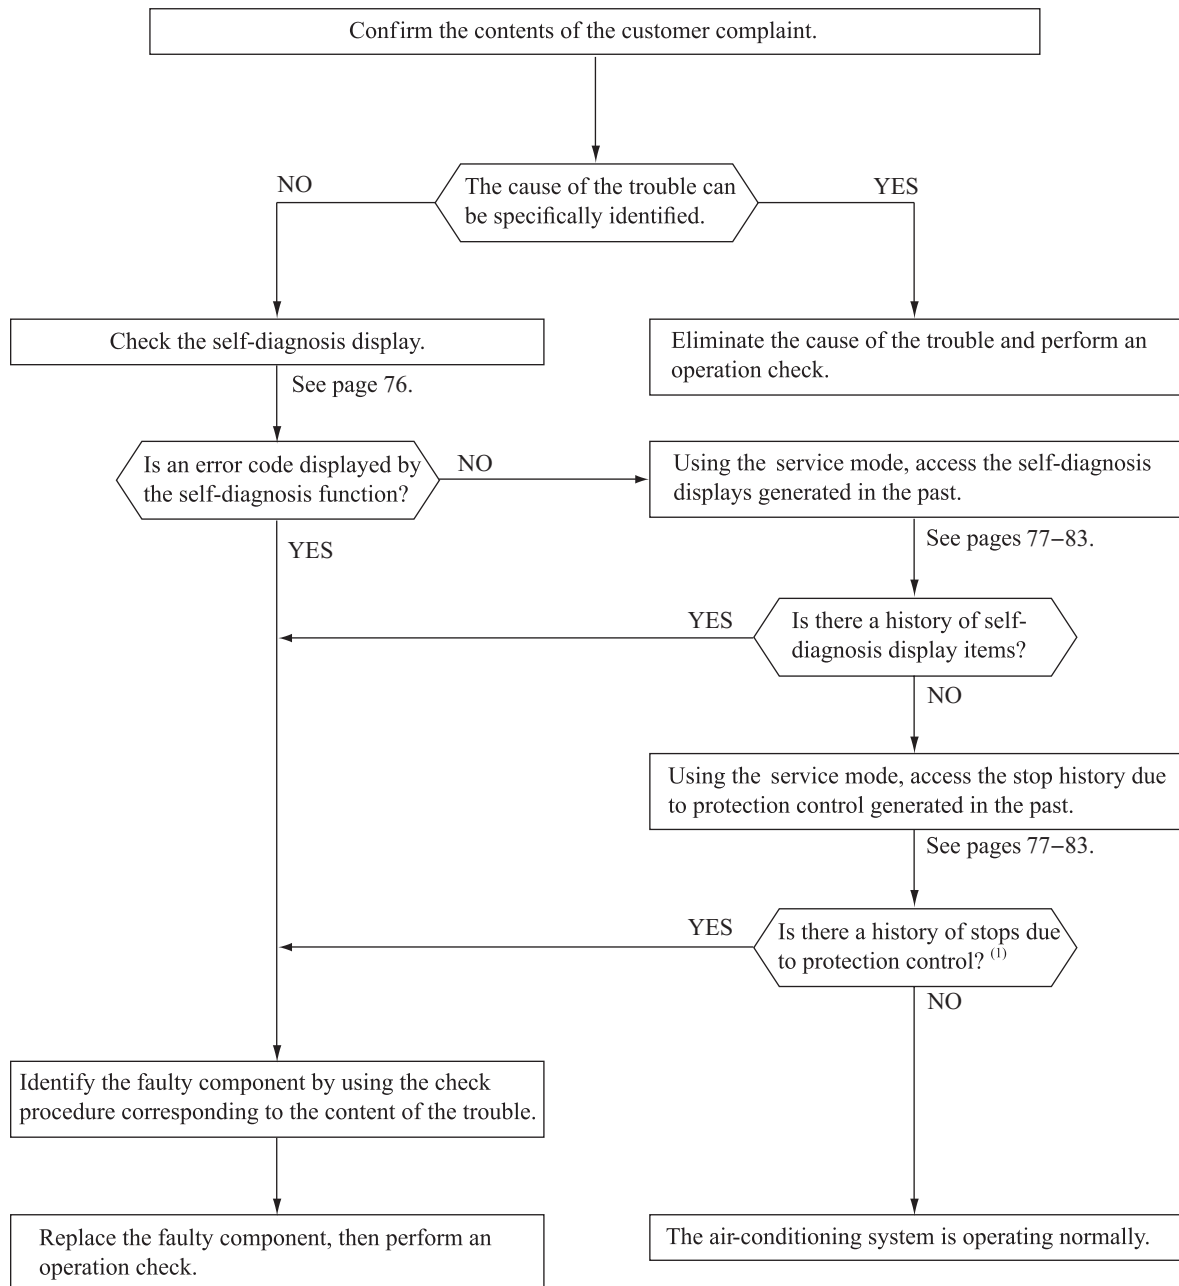 Confirm the contents of the customer complaint.
NO
The cause of the trouble can
be specifically identified.
YES
Check the self-diagnosis display.
Eliminate the cause of the trouble and perform an
operation check.
See page 76.
Is an error code displayed by
the self-diagnosis function?
NO
Using the service mode, access the self-diagnosis
displays generated in the past.
YES
See pages 77–83.
YES
Is there a history of self-
diagnosis display items?
NO
Using the service mode, access the stop history due
to protection control generated in the past.
See pages 77–83.
YES
Is there a history of stops due
to protection control? (1)
NO
Identify the faulty component by using the check
procedure corresponding to the content of the trouble.
Replace the faulty component, then perform an
operation check.
The air-conditioning system is operating normally.